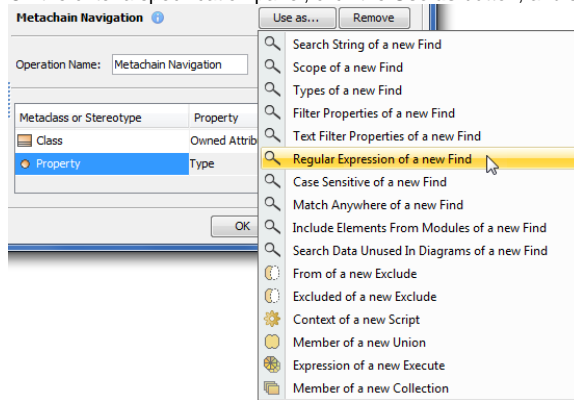 Metachain Navigation
Use as... Remove
Operation Name: Metachain Navigation
Metaclass or Stereotype Property
Class Owned Attrib
Property Type
OK
Search String of a new Find
Scope of a new Find
Types of a new Find
Filter Properties of a new Find
Text Filter Properties of a new Find
Regular Expression of a new Find
Case Sensitive of a new Find
Match Anywhere of a new Find
Include Elements From Modules of a new Find
Search Data Unused In Diagrams of a new Find
From of a new Exclude
Excluded of a new Exclude
Context of a new Script
Member of a new Union
Expression of a new Execute
Member of a new Collection